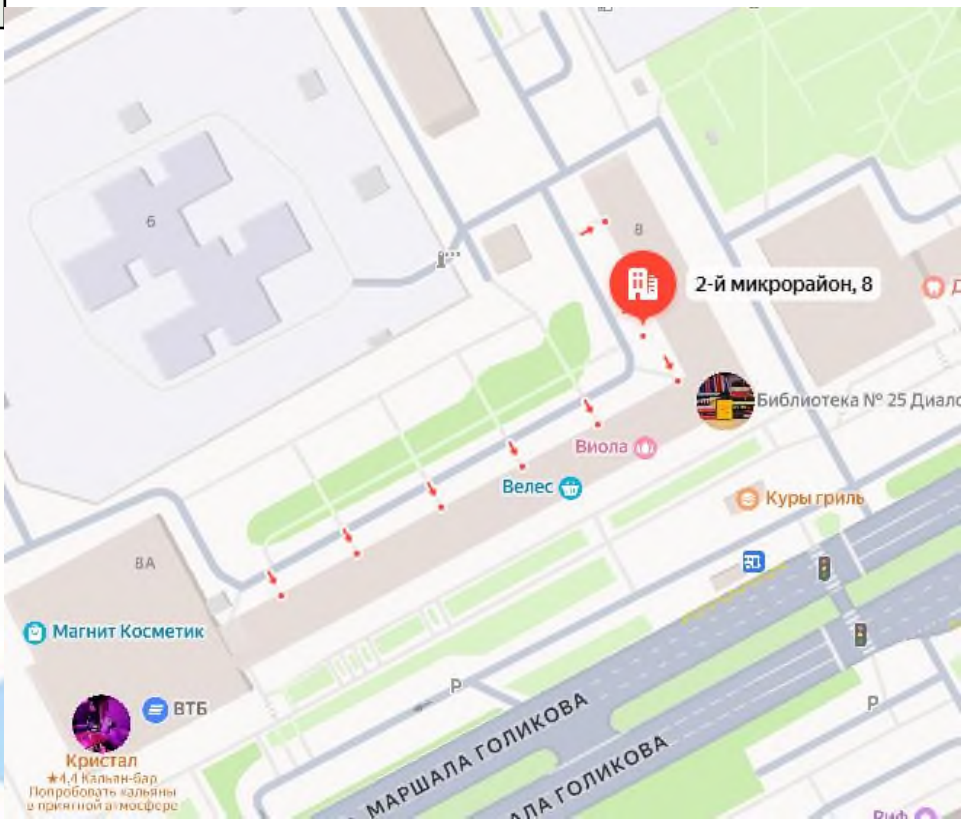 6
8
2-й микрорайон, 8
Библиотека № 25 Диало
Виола
Велес
Куры гриль
8А
Магнит Косметик
ВТБ
Р
Р
Кристал
★4,4 Кальян-бар
Попробовать кальяны
в приятной атмосфере
МАРШАЛА ГОЛИКОВА
АЛА ГОЛИКОВА
Риф